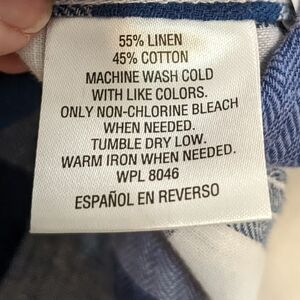 55% LINEN
45% COTTON
MACHINE WASH COLD
WITH LIKE COLORS.
ONLY NON-CHLORINE BLEACH
WHEN NEEDED.
TUMBLE DRY LOW.
WARM IRON WHEN NEEDED.
WPL 8046
ESPAÑOL EN REVERSO